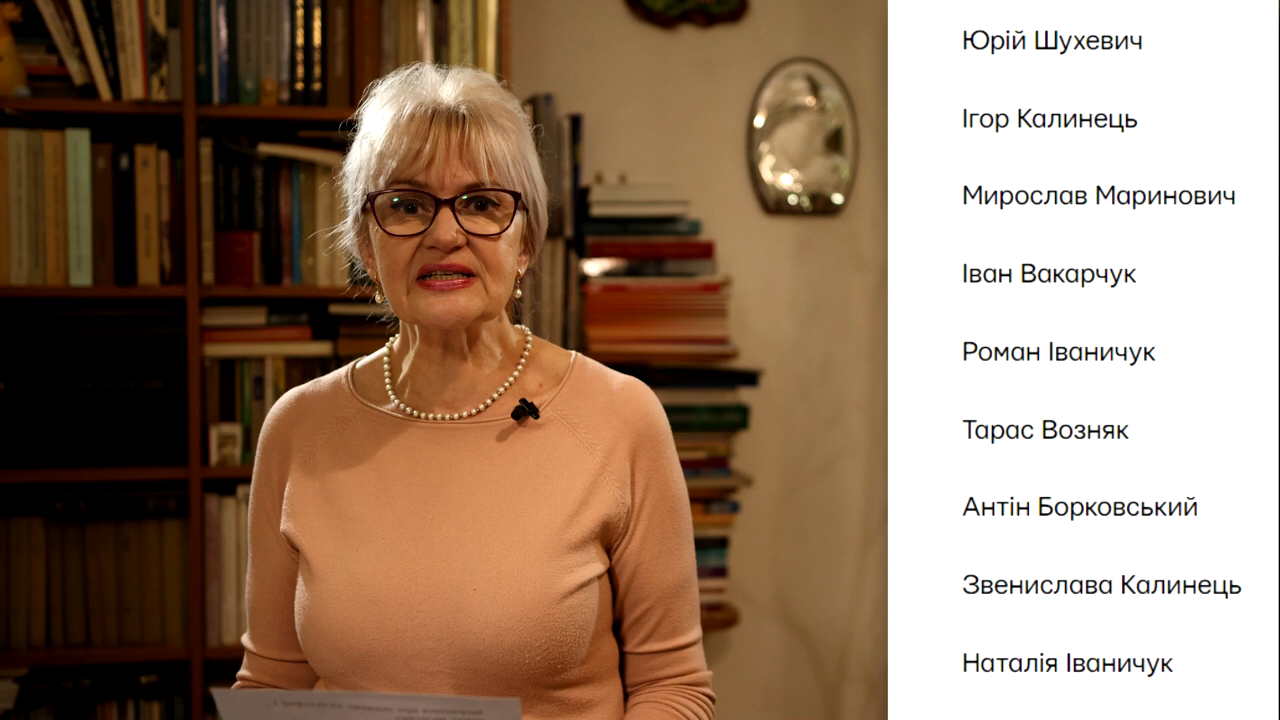 Юрій Шухевич
Ігор Калинець
Мирослав Маринович
Іван Вакарчук
Роман Іваничук
Тарас Возняк
Антін Борковський
Звенислава Калинець
Наталія Іваничук